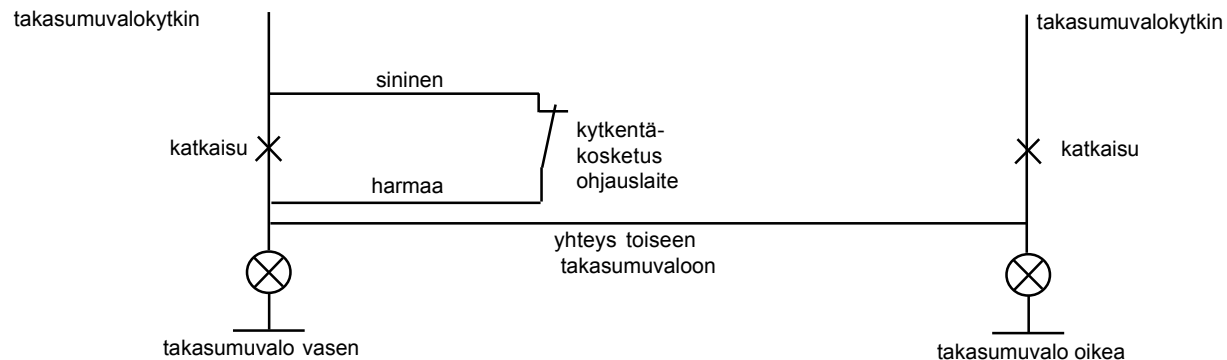 takasumuvalokytkin
takasumuvalokytkin
sininen
kytkentä-
kosketus
ohjauslaite
katkaisu
katkaisu
harmaa
yhteys toiseen
takasumuvaloon
takasumuvalo vasen
takasumuvalo oikea